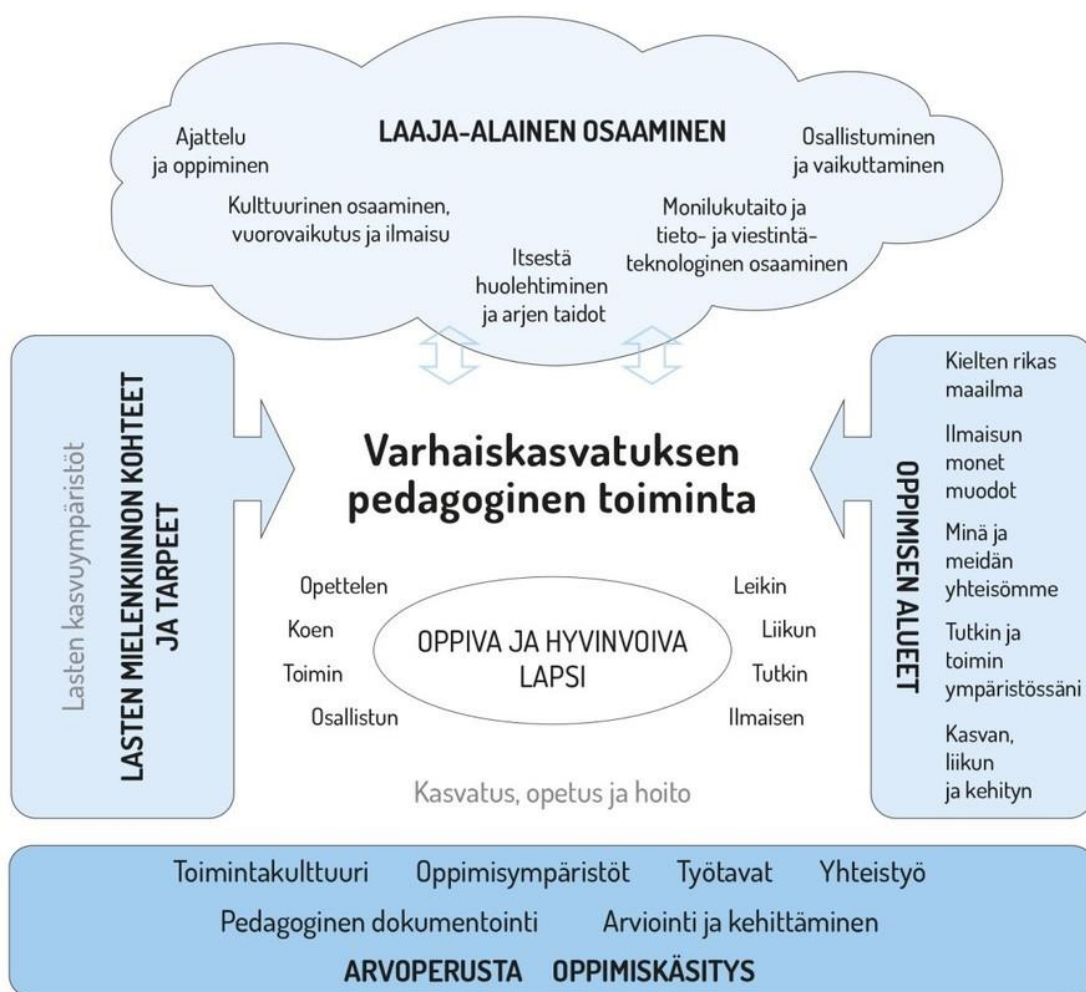 LAAJA-ALAINEN OSAAMINEN
Ajattelu
ja oppiminen
Kulttuurinen osaaminen,
vuorovaikutus ja ilmaisu
Itsestä
huolehtiminen
ja arjen taidot
Monilukutaito ja
tieto- ja viestintä-
teknologinen osaaminen
Osallistuminen
ja vaikuttaminen
Lasten kasvuympäristöt
LASTEN MIELENKIINNON KOHTEET
JA TARPEET
Varhaiskasvatuksen
pedagoginen toiminta
Opettelen
Koen
Toimin
Osallistun
OPPIVA JA HYVINVOIVA
LAPSI
Leikin
Liikun
Tutkin
Ilmaisen
Kasvatus, opetus ja hoito
OPPIMISEN ALUEET
Kielten rikas
maailma
Ilmaisun
monet
muodot
Minä ja
meidän
yhteisömme
Tutkin ja
toimin
ympäristössäni
Kasvan,
liikun
ja kehityn
Toimintakulttuuri Oppimisympäristöt Työtavat Yhteistyö
Pedagoginen dokumentointi Arviointi ja kehittäminen
ARVOPERUSTA OPPIMISKÄSITYS